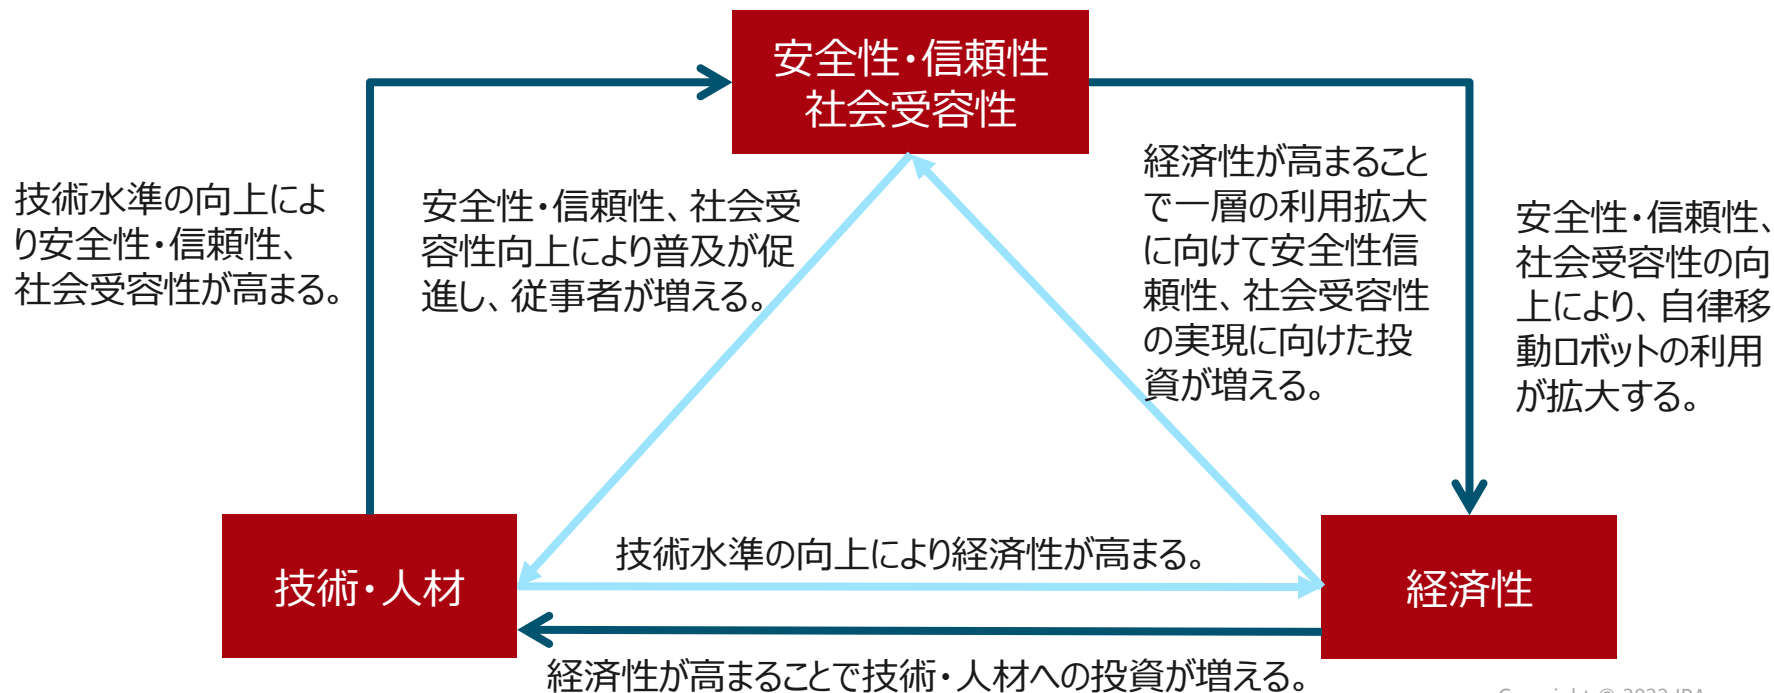 安全性・信頼性
社会受容性
技術水準の向上によ
り安全性・信頼性、
社会受容性が高まる。
安全性・信頼性、社会受
容性向上により普及が促
進し、従事者が増える。
経済性が高まること
で一層の利用拡大
に向けて安全性信
頼性、社会受容性
の実現に向けた投
資が増える。
安全性・信頼性、
社会受容性の向
上により、自律移
動ロボットの利用
が拡大する。
技術水準の向上により経済性が高まる。
技術・人材
経済性
経済性が高まることで技術・人材への投資が増える。
Copyright © 2022 IPA